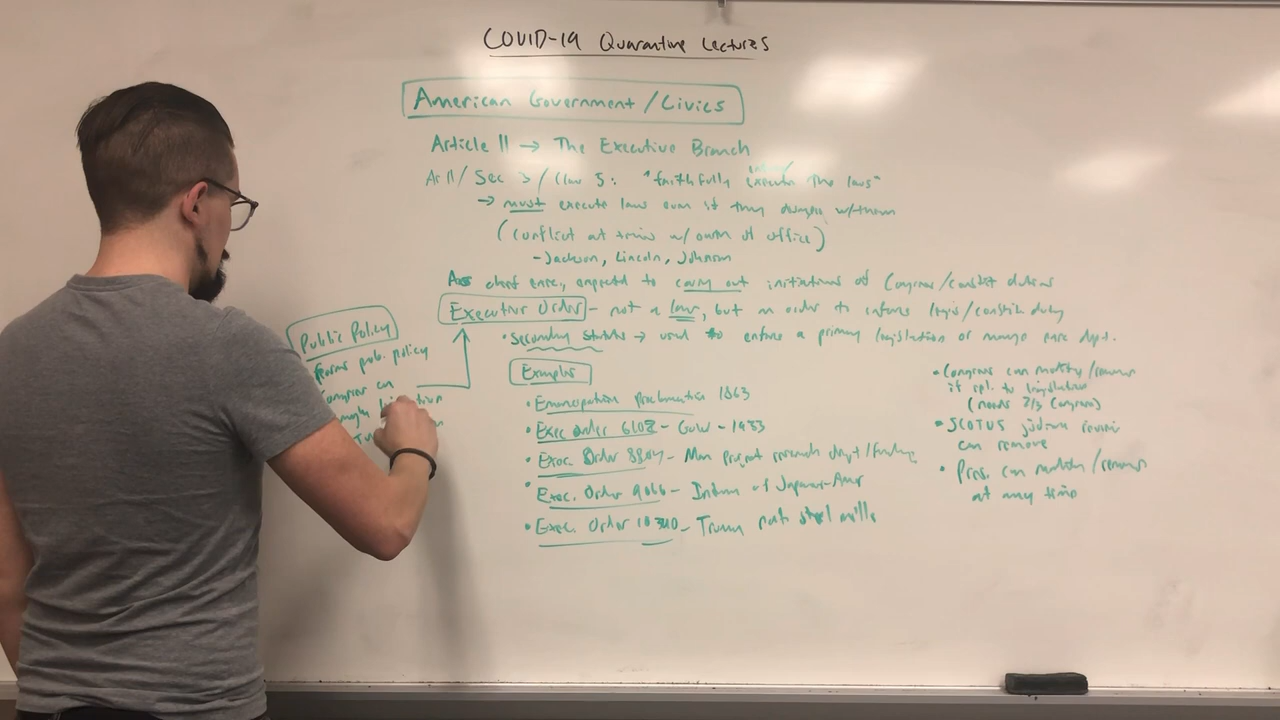 COVID-19 Quarantine Lectures
American Government/Civics
Article II → The Executive Branch
Art II/ Sec 3/ Claus 5: "faithfully execute the laws"
→ must execute laws even if they disagree w/them
(conflict at times w/ oath of office)
-Jackson, Lincoln, Johnson
As chief exec, expected to carry out initiatives of Congress/constit duties
Executive Order - not a law, but an order to enforce legis/constit duty
• Secondary statute → used to enforce a primary legislation or manage exec dept.
Public Policy
forms pub. policy
Congress can
Examples
• Emancipation Proclamation 1863
• Exec order 6102 - Gold - 1933
• Exec. Order 8807 - Man Project research dept/funding
• Exec. Order 9066 - Intern of Japanese-Amer
• Exec. Order 10340 - Truman steel mills
• Congress can modify/remove
if rel. to legislation
(needs 2/3 Congress)
• SCOTUS judicial review
can remove
• Pres. can modify/remove
at any time